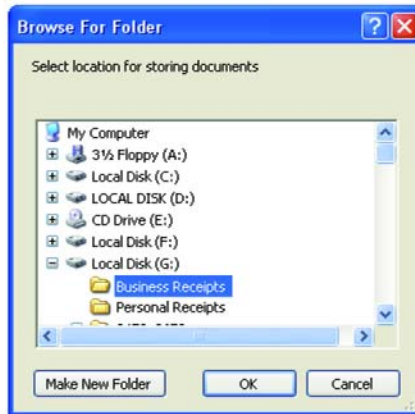 Browse For Folder
Select location for storing documents
My Computer
3½ Floppy (A:)
Local Disk (C:)
LOCAL DISK (D:)
CD Drive (E:)
Local Disk (F:)
Local Disk (G:)
Business Receipts
Personal Receipts
Make New Folder OK Cancel